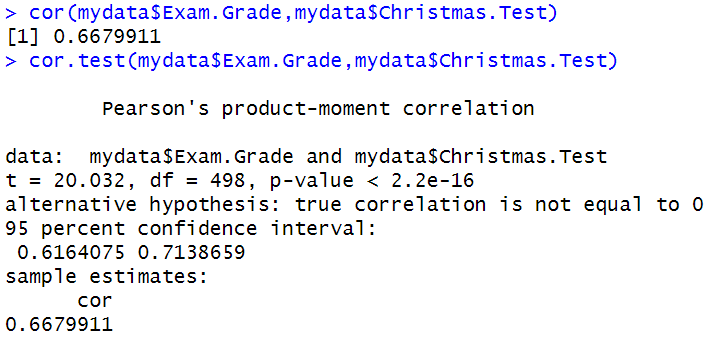 > cor(mydata$Exam.Grade,mydata$Christmas.Test)
[1] 0.6679911
> cor.test(mydata$Exam.Grade,mydata$Christmas.Test)
Pearson's product-moment correlation
data:  mydata$Exam.Grade and mydata$Christmas.Test
t = 20.032, df = 498, p-value < 2.2e-16
alternative hypothesis: true correlation is not equal to 0
95 percent confidence interval:
0.6164075 0.7138659
sample estimates:
cor
0.6679911